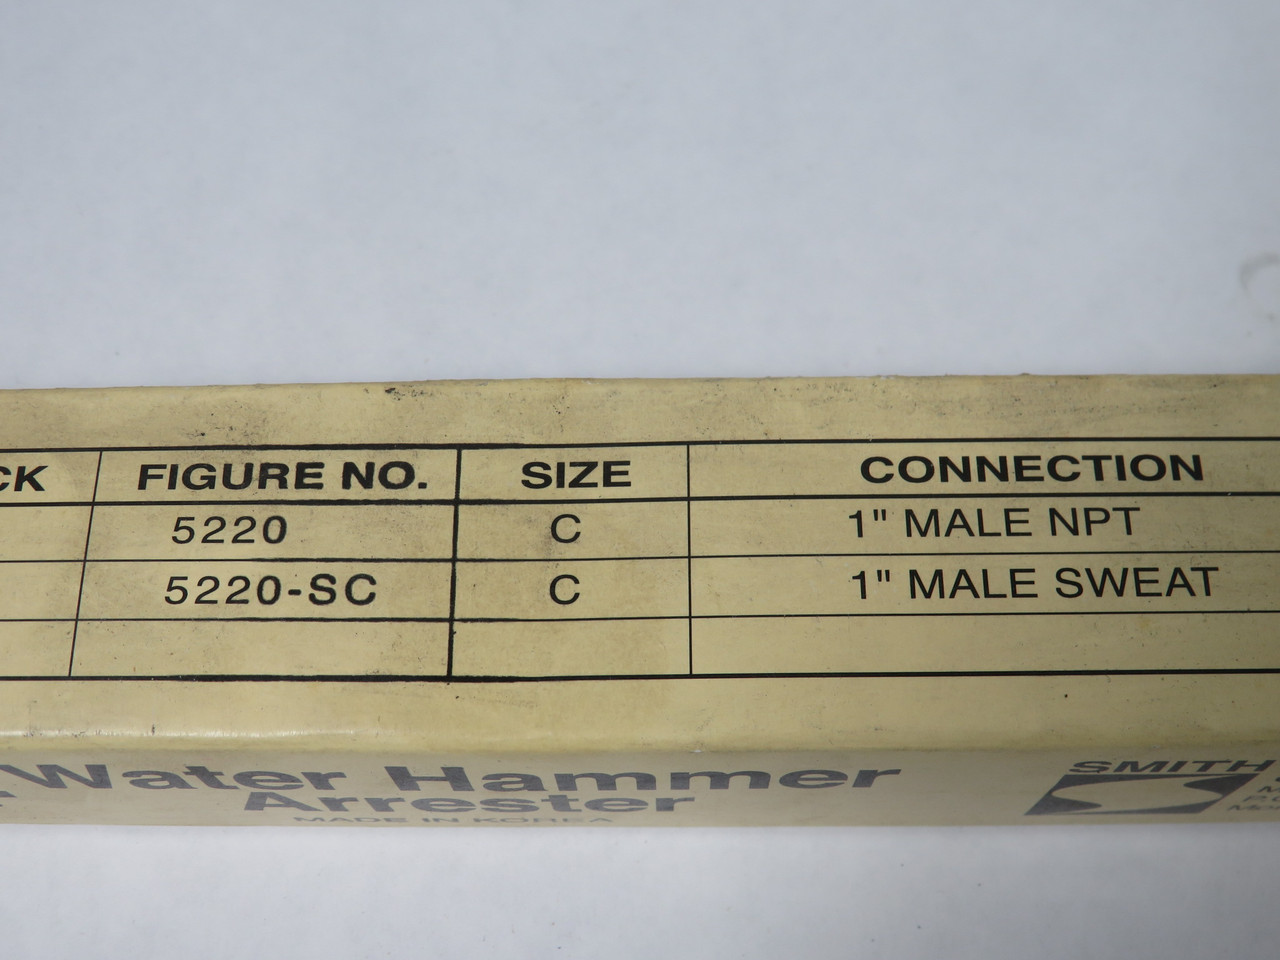 CK FIGURE NO. SIZE CONNECTION
5220 C 1" MALE NPT
5220-SC C 1" MALE SWEAT
Water Hammer
Arrester
MADE IN KOREA
SMITH